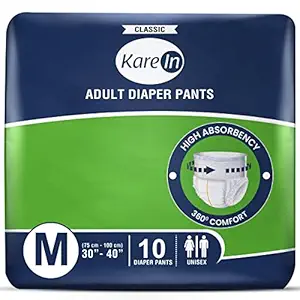 CLASSIC
Kare In
ADULT DIAPER PANTS
HIGH ABSORBENCY
360° COMFORT
M
(75 cm - 100 cm)
30" - 40"
10
DIAPER PANTS
UNISEX